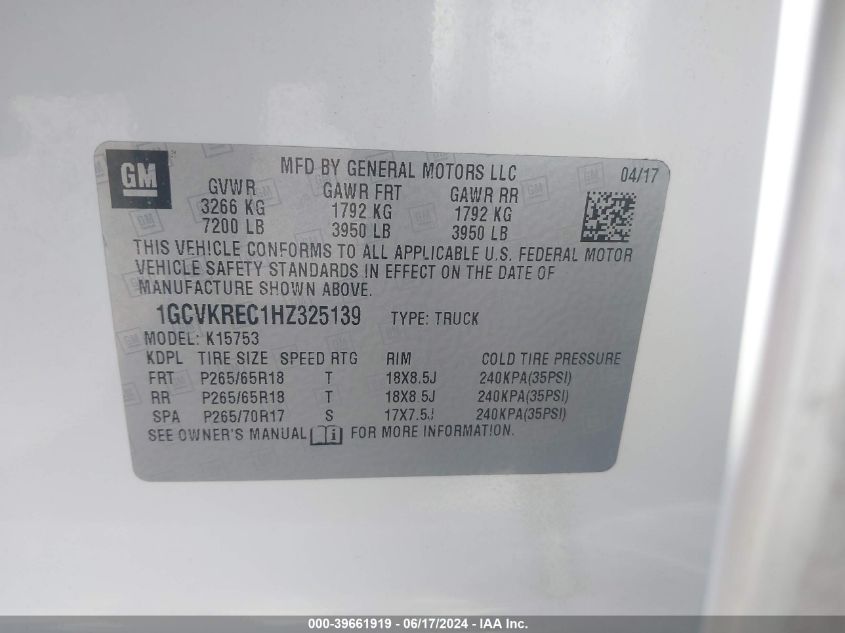 GM
MFD BY GENERAL MOTORS LLC 04/17
GVWR GAWR FRT GAWR RR
3266 KG 1792 KG 1792 KG
7200 LB 3950 LB 3950 LB
THIS VEHICLE CONFORMS TO ALL APPLICABLE U.S. FEDERAL MOTOR
VEHICLE SAFETY STANDARDS IN EFFECT ON THE DATE OF
MANUFACTURE SHOWN ABOVE.
1GCVKREC1HZ325139 TYPE: TRUCK
MODEL: K15753
KDPL TIRE SIZE SPEED RTG RIM COLD TIRE PRESSURE
FRT P265/65R18 T 18X8.5J 240KPA(35PSI)
RR P265/65R18 T 18X8.5J 240KPA(35PSI)
SPA P265/70R17 S 17X7.5J 240KPA(35PSI)
SEE OWNER'S MANUAL i FOR MORE INFORMATION.
000-39661919 - 06/17/2024 - IAA Inc.